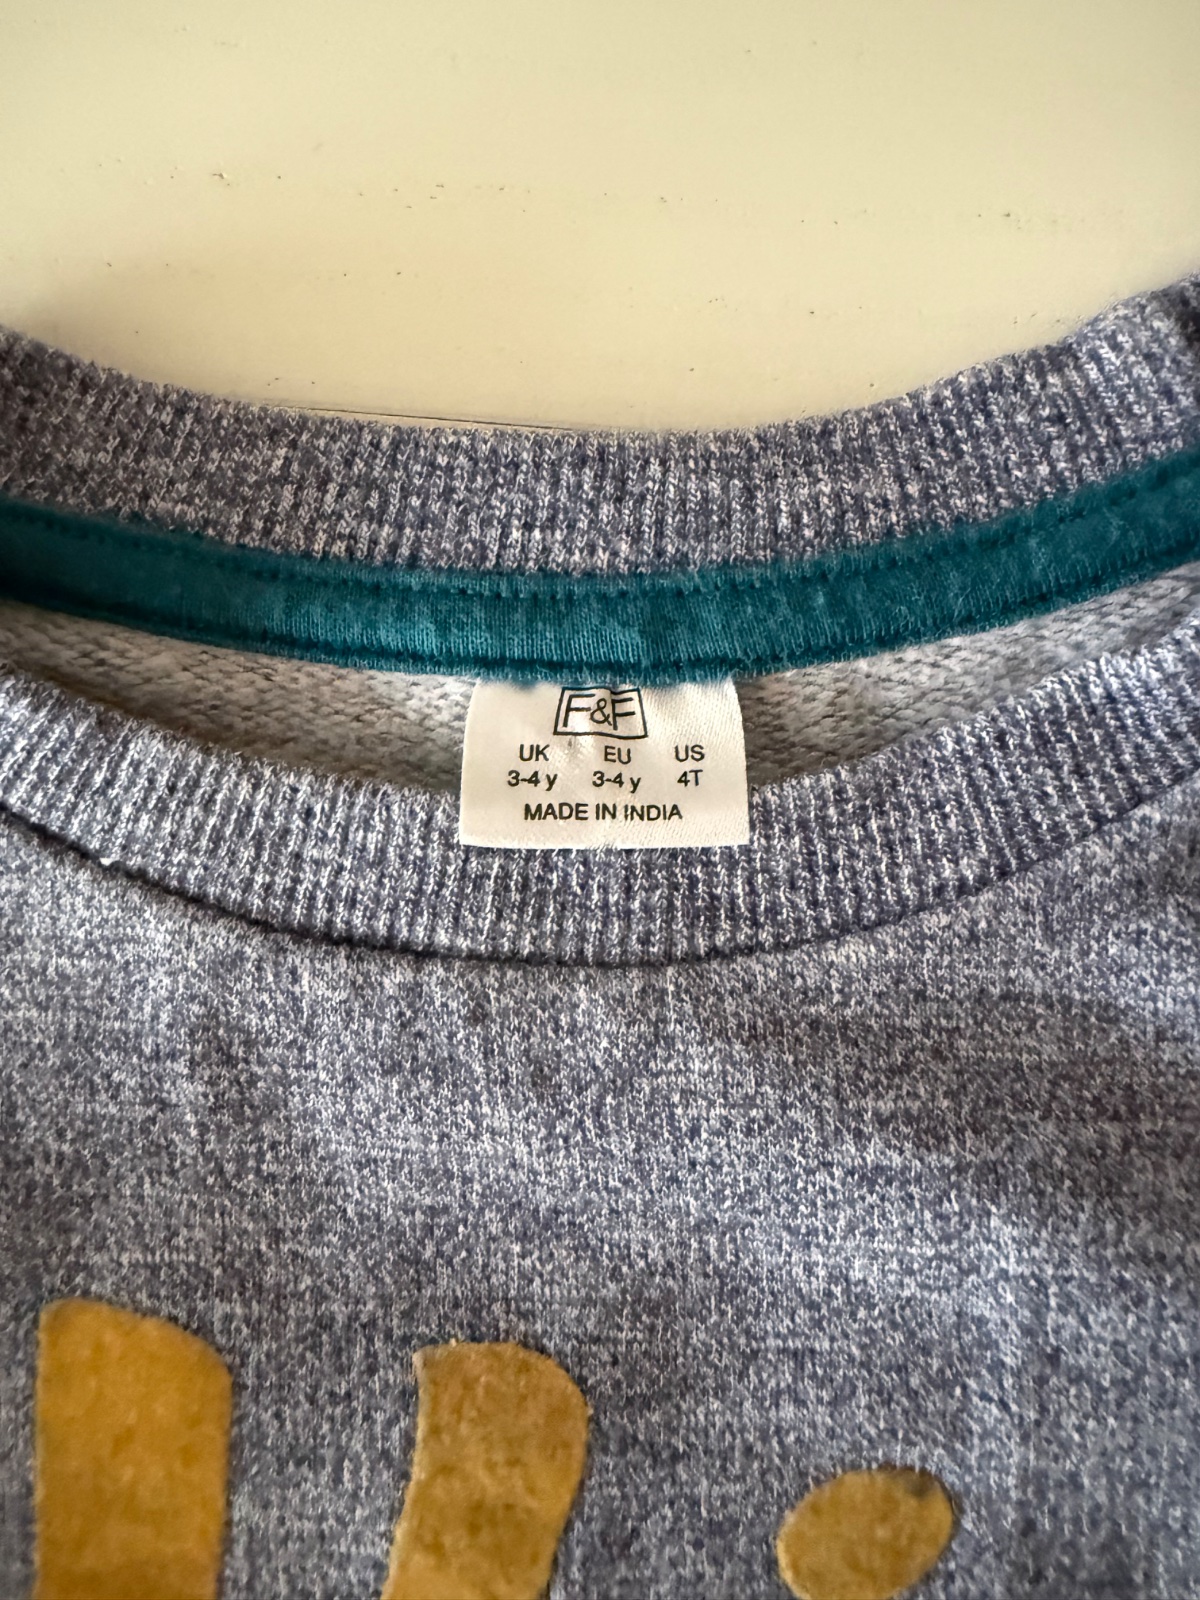 F&F
UK EU US
3-4 y 3-4 y 4T
MADE IN INDIA